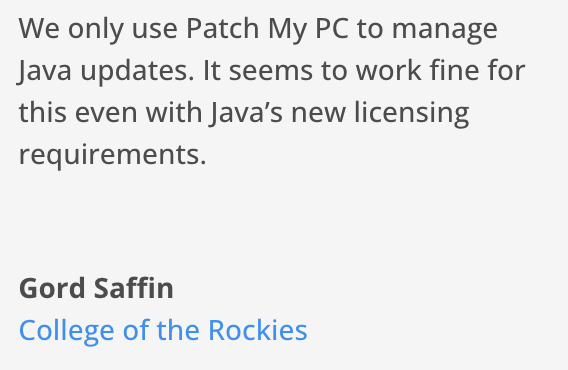 We only use Patch My PC to manage
Java updates. It seems to work fine for
this even with Java’s new licensing
requirements.
Gord Saffin
College of the Rockies